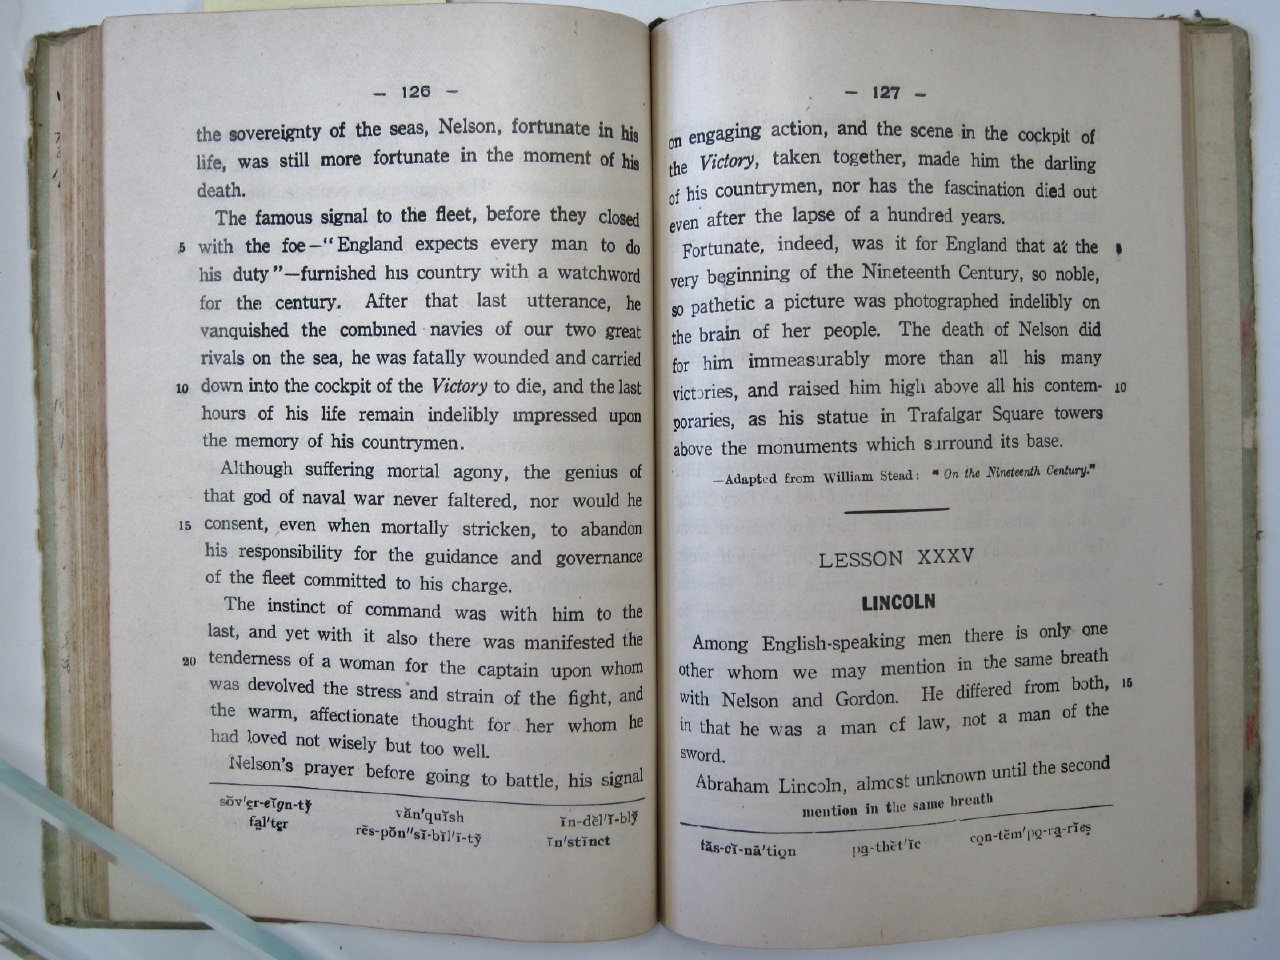 — 126 —
the sovereignty of the seas, Nelson, fortunate in his
life, was still more fortunate in the moment of his
death.
The famous signal to the fleet, before they closed
5 with the foe—"England expects every man to do
his duty"—furnished his country with a watchword
for the century. After that last utterance, he
vanquished the combined navies of our two great
rivals on the sea, he was fatally wounded and carried
10 down into the cockpit of the Victory to die, and the last
hours of his life remain indelibly impressed upon
the memory of his countrymen.
Although suffering mortal agony, the genius of
that god of naval war never faltered, nor would he
15 consent, even when mortally stricken, to abandon
his responsibility for the guidance and governance
of the fleet committed to his charge.
The instinct of command was with him to the
last, and yet with it also there was manifested the
20 tenderness of a woman for the captain upon whom
was devolved the stress and strain of the fight, and
the warm, affectionate thought for her whom he
had loved not wisely but too well.
Nelson's prayer before going to battle, his signal
sŏv'ẹr-eĭgn-tў văn'quĭsh ĭn-dĕl'ĭ-blў
fạl'tẹr rĕs-pŏn"sĭ-bĭl'ĭ-tў ĭn'stĭnct
— 127 —
on engaging action, and the scene in the cockpit of
the Victory, taken together, made him the darling
of his countrymen, nor has the fascination died out
even after the lapse of a hundred years.
Fortunate, indeed, was it for England that at the
very beginning of the Nineteenth Century, so noble,
so pathetic a picture was photographed indelibly on
the brain of her people. The death of Nelson did
for him immeasurably more than all his many
victories, and raised him high above all his contem- 10
poraries, as his statue in Trafalgar Square towers
above the monuments which surround its base.
—Adapted from William Stead: "On the Nineteenth Century."
LESSON XXXV
LINCOLN
Among English-speaking men there is only one
other whom we may mention in the same breath
with Nelson and Gordon. He differed from both, 15
in that he was a man of law, not a man of the
sword.
Abraham Lincoln, almost unknown until the second
mention in the same breath
făs-cĭ-nā'tiọn pạ-thĕt'ĭc cọn-tĕm'pọ-rạ-rĭeṣ